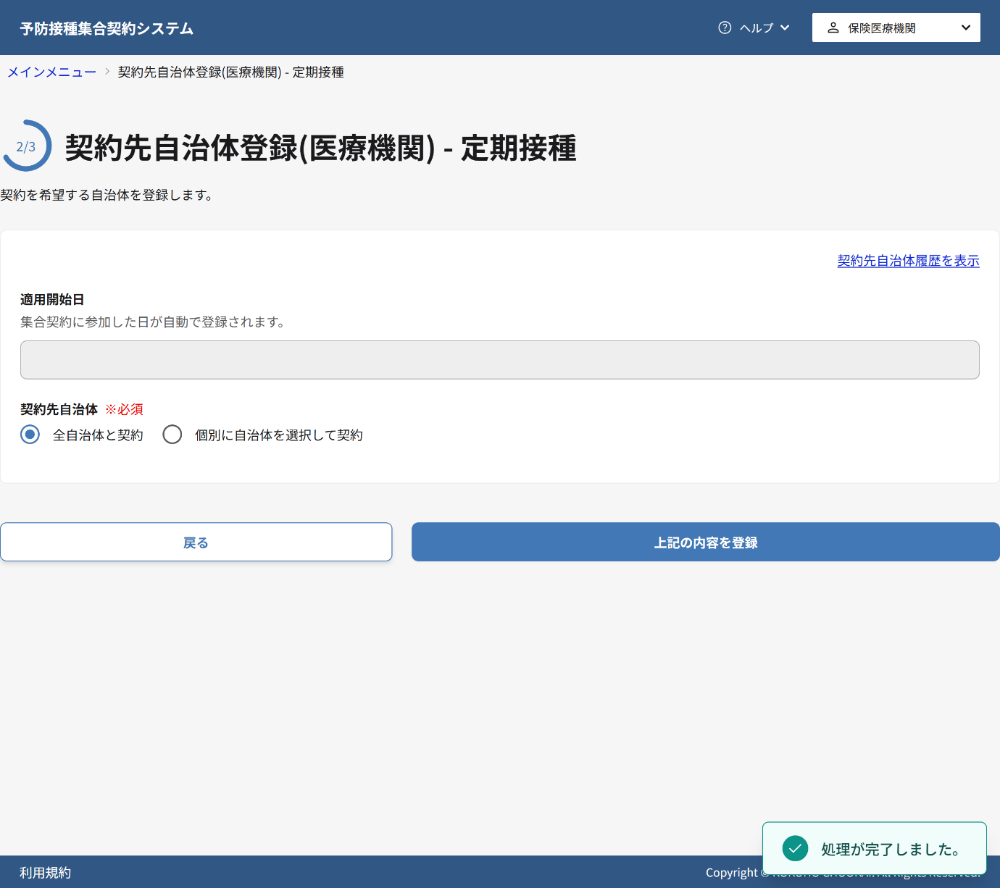 予防接種集合契約システム
ヘルプ
保険医療機関
メインメニュー > 契約先自治体登録(医療機関) - 定期接種
2/3
契約先自治体登録(医療機関) - 定期接種
契約を希望する自治体を登録します。
契約先自治体履歴を表示
適用開始日
集合契約に参加した日が自動で登録されます。
契約先自治体 ※必須
全自治体と契約
個別に自治体を選択して契約
戻る
上記の内容を登録
処理が完了しました。
利用規約
Copyright ©